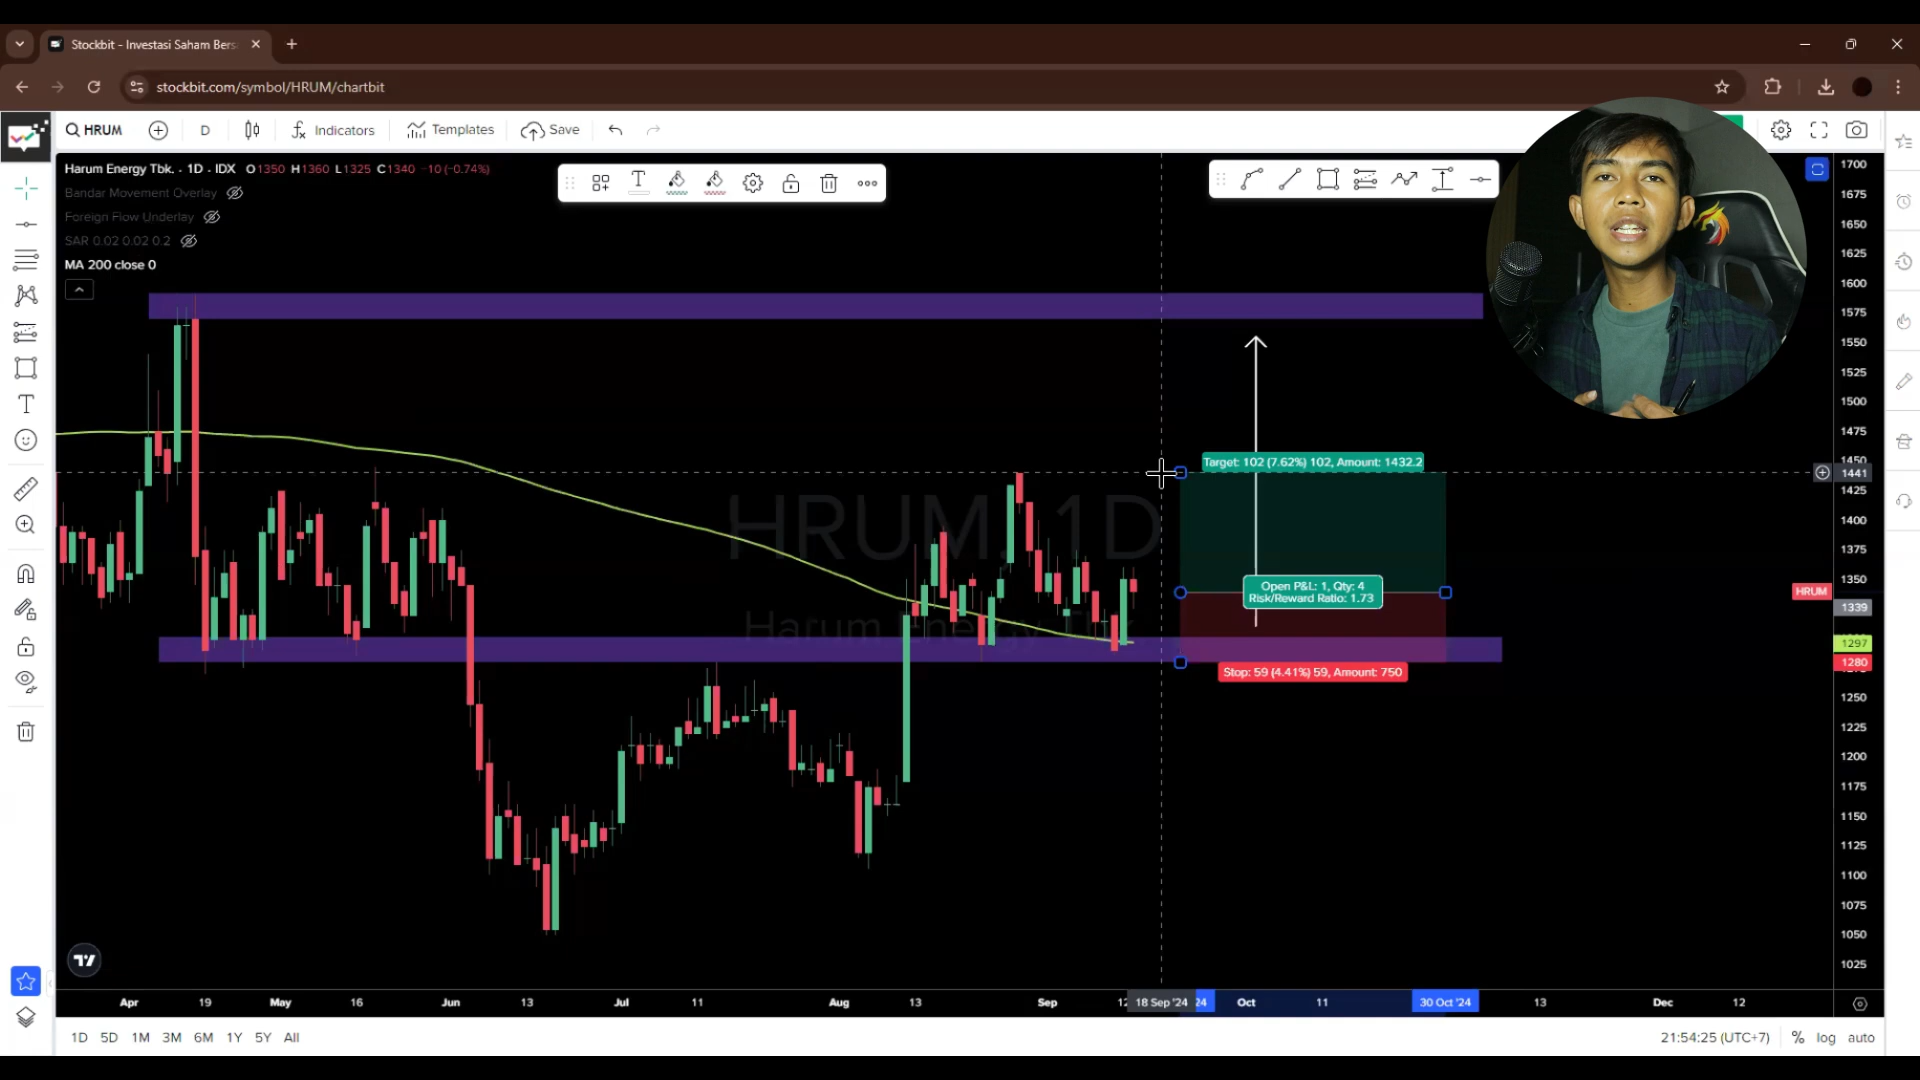 Stockbit - Investasi Saham Bers
stockbit.com/symbol/HRUM/chartbit
HRUM
D
Indicators
Templates
Save
Harum Energy Tbk. · 1D · IDX O1350 H1360 L1325 C1340 -10 (-0.74%)
Bandar Movement Overlay
Foreign Flow Underlay
SAR 0.02 0.02 0.2
MA 200 close 0
HRUM, 1D
Harum Energy Tbk.
Target: 102 (7.62%) 102, Amount: 1432.2
Open P&L: 1, Qty: 4
Risk/Reward Ratio: 1.73
Stop: 59 (4.41%) 59, Amount: 750
1700
1675
1650
1625
1600
1575
1550
1525
1500
1475
1450
1441
1425
1400
1375
1350
HRUM
1339
1297
1280
1250
1225
1200
1175
1150
1125
1100
1075
1050
1025
Apr 19 May 16 Jun 13 Jul 11 Aug 13 Sep 12 18 Sep '24 24 Oct 11 30 Oct '24 13 Dec 12
1D 5D 1M 3M 6M 1Y 5Y All
21:54:25 (UTC+7) % log auto